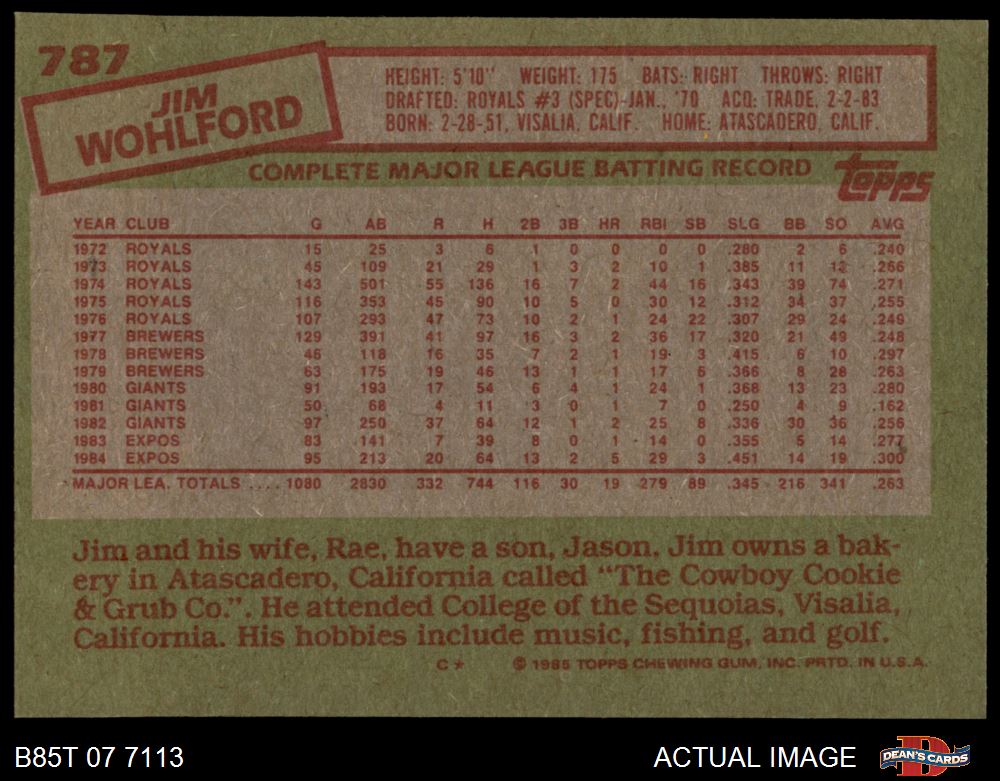 787
JIM
WOHLFORD
HEIGHT: 5'10" WEIGHT: 175 BATS: RIGHT THROWS: RIGHT
DRAFTED: ROYALS #3 (SPEC)-JAN., '70 ACQ: TRADE, 2-2-83
BORN: 2-28-51, VISALIA, CALIF. HOME: ATASCADERO, CALIF.
COMPLETE MAJOR LEAGUE BATTING RECORD
Topps
YEAR CLUB G AB R H 2B 3B HR RBI SB SLG BB SO AVG
1972 ROYALS 15 25 3 6 1 0 0 0 0 .280 2 6 .240
1973 ROYALS 45 109 21 29 1 3 2 10 1 .385 11 12 .266
1974 ROYALS 143 501 55 136 16 7 2 44 16 .343 39 74 .271
1975 ROYALS 116 353 45 90 10 5 0 30 12 .312 34 37 .255
1976 ROYALS 107 293 47 73 10 2 1 24 22 .307 29 24 .249
1977 BREWERS 129 391 41 97 16 3 2 36 17 .320 21 49 .248
1978 BREWERS 46 118 16 35 7 2 1 19 3 .415 6 10 .297
1979 BREWERS 63 175 19 46 13 1 1 17 6 .366 8 28 .263
1980 GIANTS 91 193 17 54 6 4 1 24 1 .368 13 23 .280
1981 GIANTS 50 68 4 11 3 0 1 7 0 .250 4 9 .162
1982 GIANTS 97 250 37 64 12 1 2 25 8 .336 30 36 .256
1983 EXPOS 83 141 7 39 8 0 1 14 0 .355 5 14 .277
1984 EXPOS 95 213 20 64 13 2 5 29 3 .451 14 19 .300
MAJOR LEA. TOTALS .... 1080 2830 332 744 116 30 19 279 89 .345 216 341 .263
Jim and his wife, Rae, have a son, Jason. Jim owns a bak-
ery in Atascadero, California called "The Cowboy Cookie
& Grub Co.". He attended College of the Sequoias, Visalia,
California. His hobbies include music, fishing, and golf.
C* © 1985 TOPPS CHEWING GUM, INC. PRTD. IN U.S.A.
B85T 07 7113 ACTUAL IMAGE DEAN'S CARDS